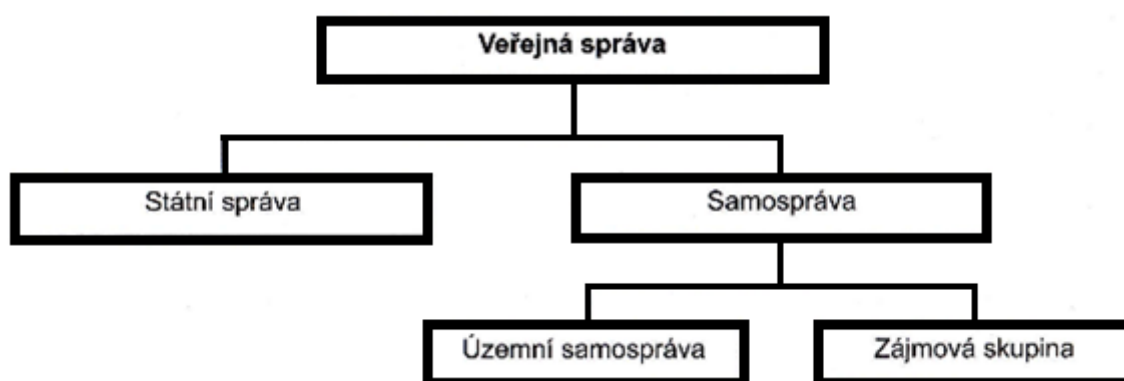 Veřejná správa
Státní správa
Samospráva
Územní samospráva
Zájmová skupina